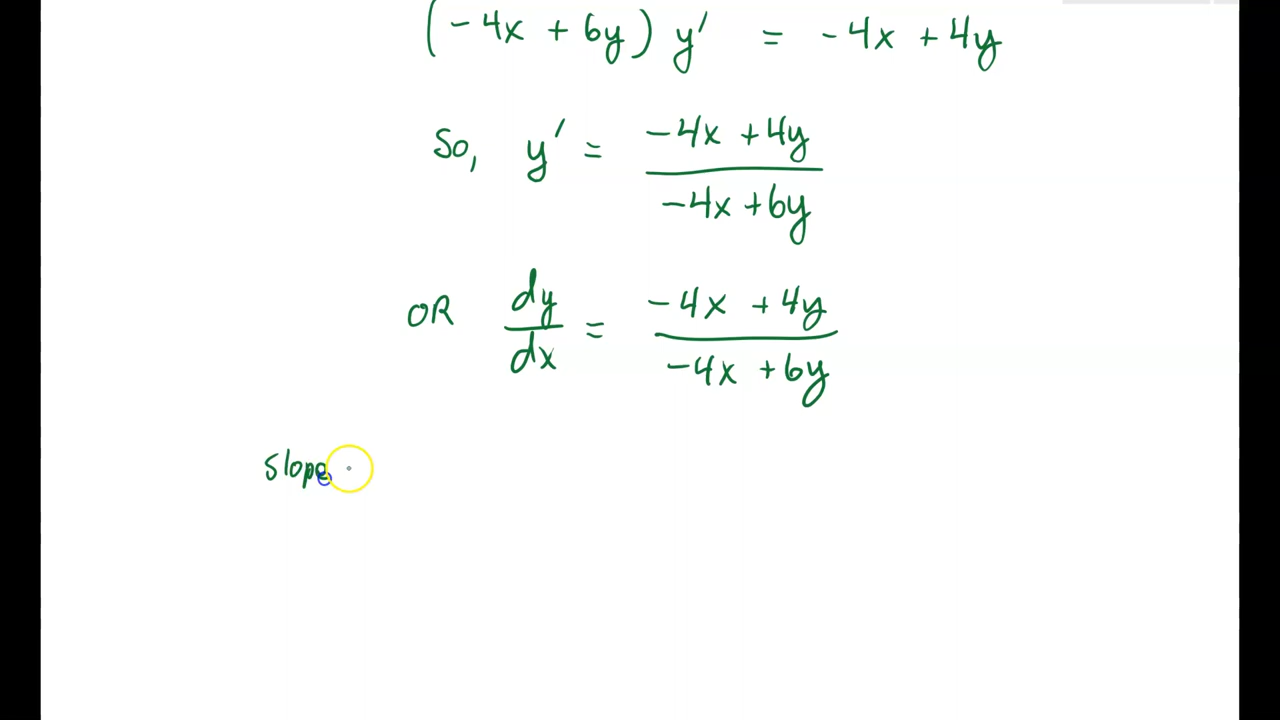 (-4x + 6y) y' = -4x + 4y
So, y' = -4x + 4y
-4x + 6y
OR dy/dx = -4x + 4y
-4x + 6y
slope